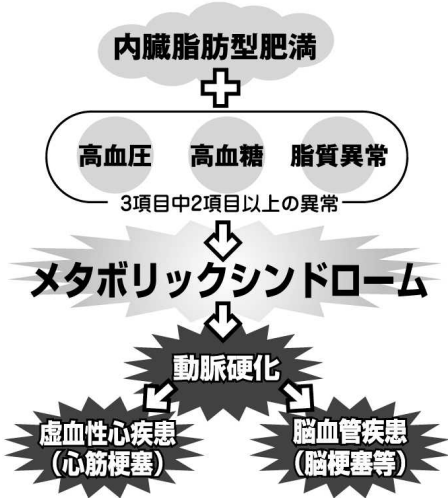 内臓脂肪型肥満
高血圧 高血糖 脂質異常
3項目中2項目以上の異常
メタボリックシンドローム
動脈硬化
虚血性心疾患
(心筋梗塞)
脳血管疾患
(脳梗塞等)